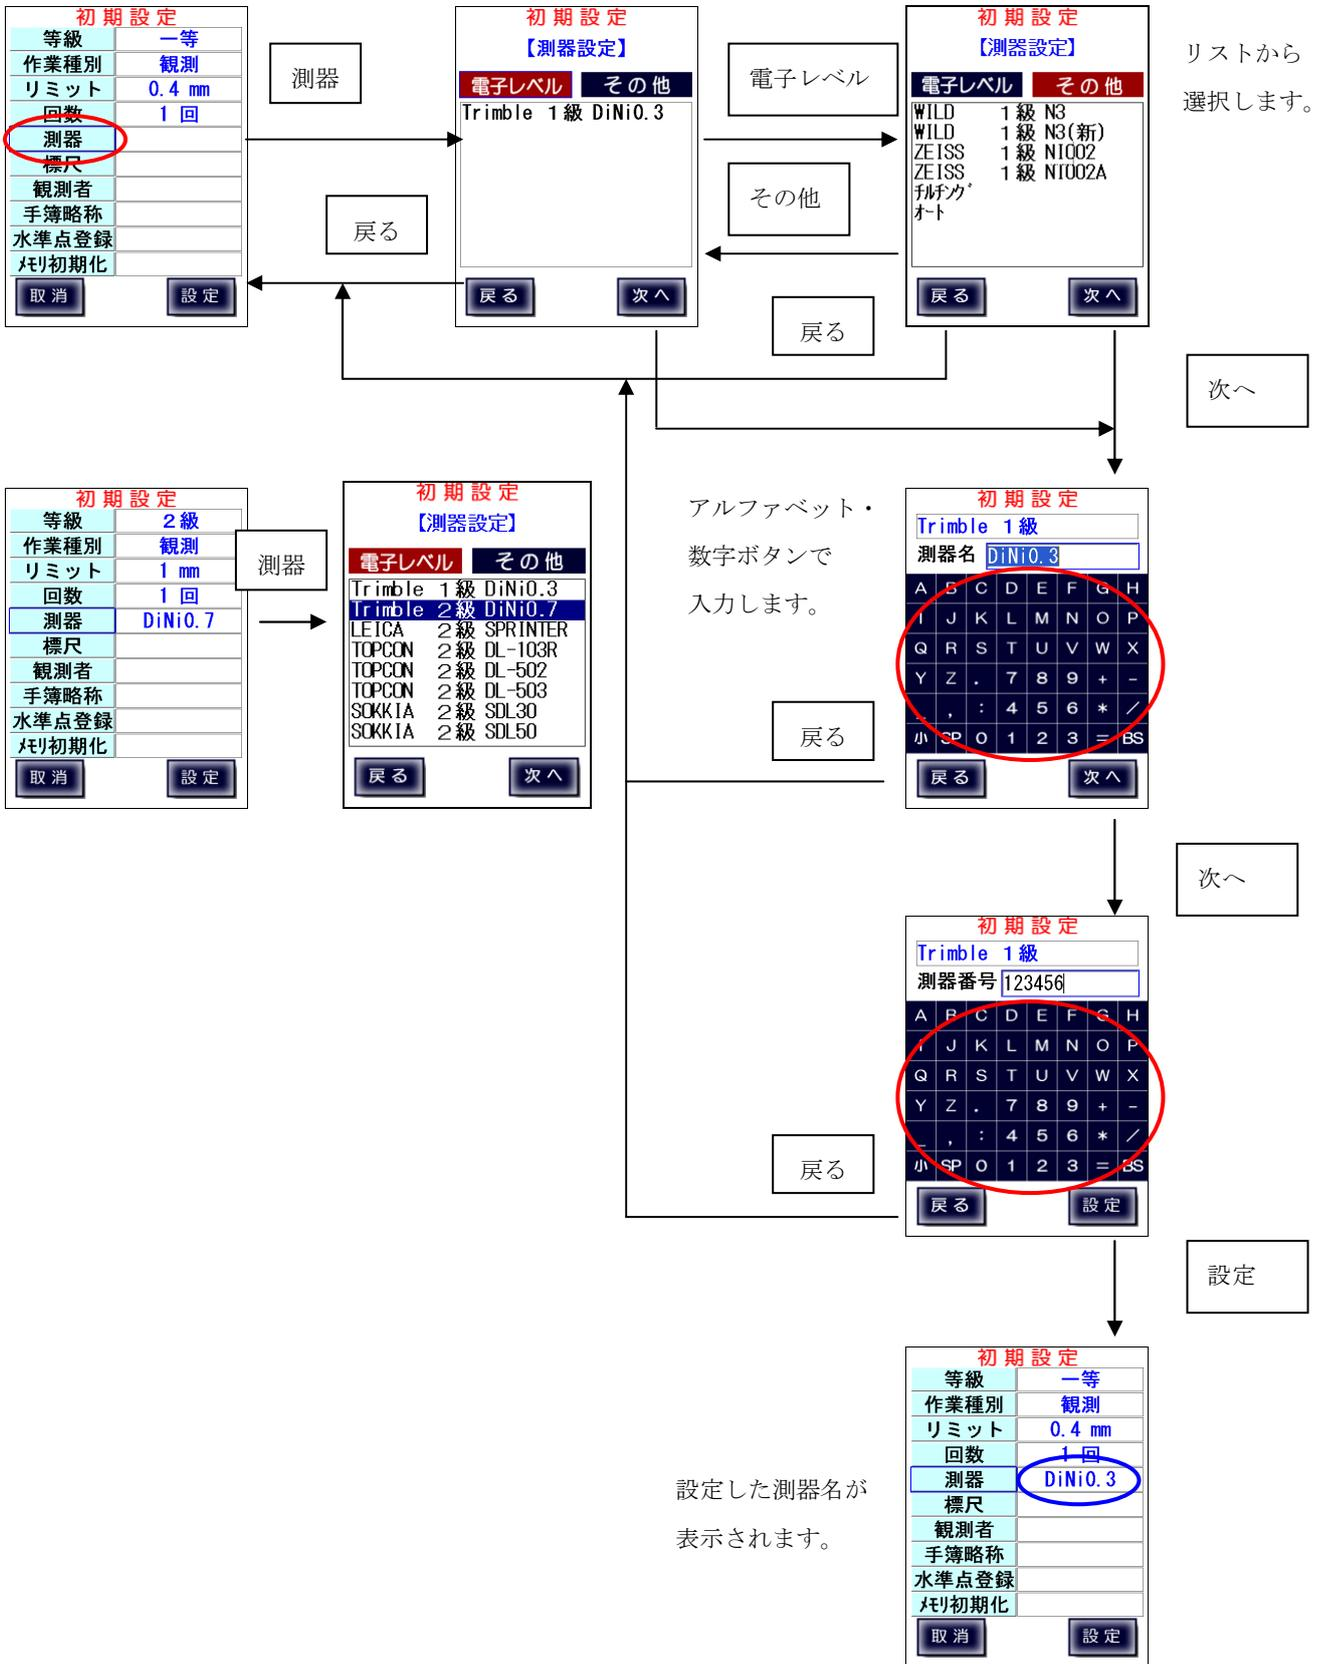 初期設定
等級 一等
作業種別 観測
リミット 0.4 mm
回数 1 回
測器
標尺
観測者
手簿略称
水準点登録
ﾒﾓﾘ初期化
取消 設定
測器
戻る
初期設定
【測器設定】
電子レベル その他
Trimble 1級 DiNi0.3
戻る 次へ
電子レベル
その他
戻る
初期設定
【測器設定】
電子レベル その他
WILD 1級 N3
WILD 1級 N3(新)
ZEISS 1級 NI002
ZEISS 1級 NI002A
ﾁﾙﾁﾝｸﾞ
ｵｰﾄ
戻る 次へ
リストから
選択します。
次へ
初期設定
等級 2級
作業種別 観測
リミット 1 mm
回数 1 回
測器 DiNi0.7
標尺
観測者
手簿略称
水準点登録
ﾒﾓﾘ初期化
取消 設定
測器
初期設定
【測器設定】
電子レベル その他
Trimble 1級 DiNi0.3
Trimble 2級 DiNi0.7
LEICA 2級 SPRINTER
TOPCON 2級 DL-103R
TOPCON 2級 DL-502
TOPCON 2級 DL-503
SOKKIA 2級 SDL30
SOKKIA 2級 SDL50
戻る 次へ
アルファベット・
数字ボタンで
入力します。
戻る
初期設定
Trimble 1級
測器名 DiNi0.3
A B C D E F G H
I J K L M N O P
Q R S T U V W X
Y Z . 7 8 9 + -
_ , : 4 5 6 * /
小 SP 0 1 2 3 = BS
戻る 次へ
次へ
初期設定
Trimble 1級
測器番号 123456
A B C D E F G H
I J K L M N O P
Q R S T U V W X
Y Z . 7 8 9 + -
_ , : 4 5 6 * /
小 SP 0 1 2 3 = BS
戻る 設定
戻る
設定
初期設定
等級 一等
作業種別 観測
リミット 0.4 mm
回数 1 回
測器 DiNi0.3
標尺
観測者
手簿略称
水準点登録
ﾒﾓﾘ初期化
取消 設定
設定した測器名が
表示されます。